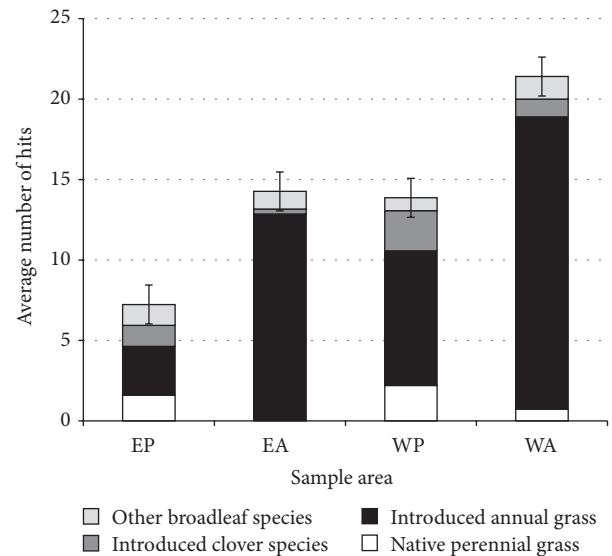 25
20
15
10
5
0
Average number of hits
EP EA WP WA
Sample area
Other broadleaf species Introduced annual grass
Introduced clover species Native perennial grass